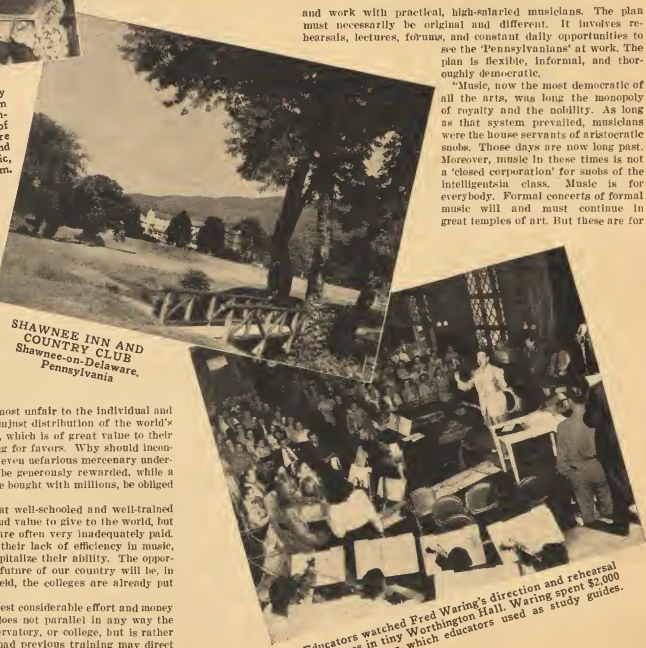 and work with practical, high-salaried musicians. The plan
must necessarily be original and different. It involves re-
hearsals, lectures, forums, and constant daily opportunities to
see the 'Pennsylvanians' at work. The
plan is flexible, informal, and thor-
oughly democratic.
"Music, now the most democratic of
all the arts, was long the monopoly
of royalty and the nobility. As long
as that system prevailed, musicians
were the house servants of aristocratic
snobs. Those days are now long past.
Moreover, music in these times is not
a 'closed corporation' for snobs of the
intelligentsia class. Music is for
everybody. Formal concerts of formal
music will and must continue in
great temples of art. But these are for
SHAWNEE INN AND
COUNTRY CLUB
Shawnee-on-Delaware,
Pennsylvania
most unfair to the individual and
unjust distribution of the world's
, which is of great value to their
g for favors. Why should incon-
even nefarious mercenary under-
be generously rewarded, while a
e bought with millions, be obliged
at well-schooled and well-trained
nd value to give to the world, but
are often very inadequately paid.
their lack of efficiency in music,
pitalize their ability. The oppor-
future of our country will be, in
eld, the colleges are already put
est considerable effort and money
does not parallel in any way the
ervatory, or college, but is rather
had previous training may direct
Educators watched Fred Waring's direction and rehearsal
in tiny Worthington Hall. Waring spent $2,000
which educators used as study guides.